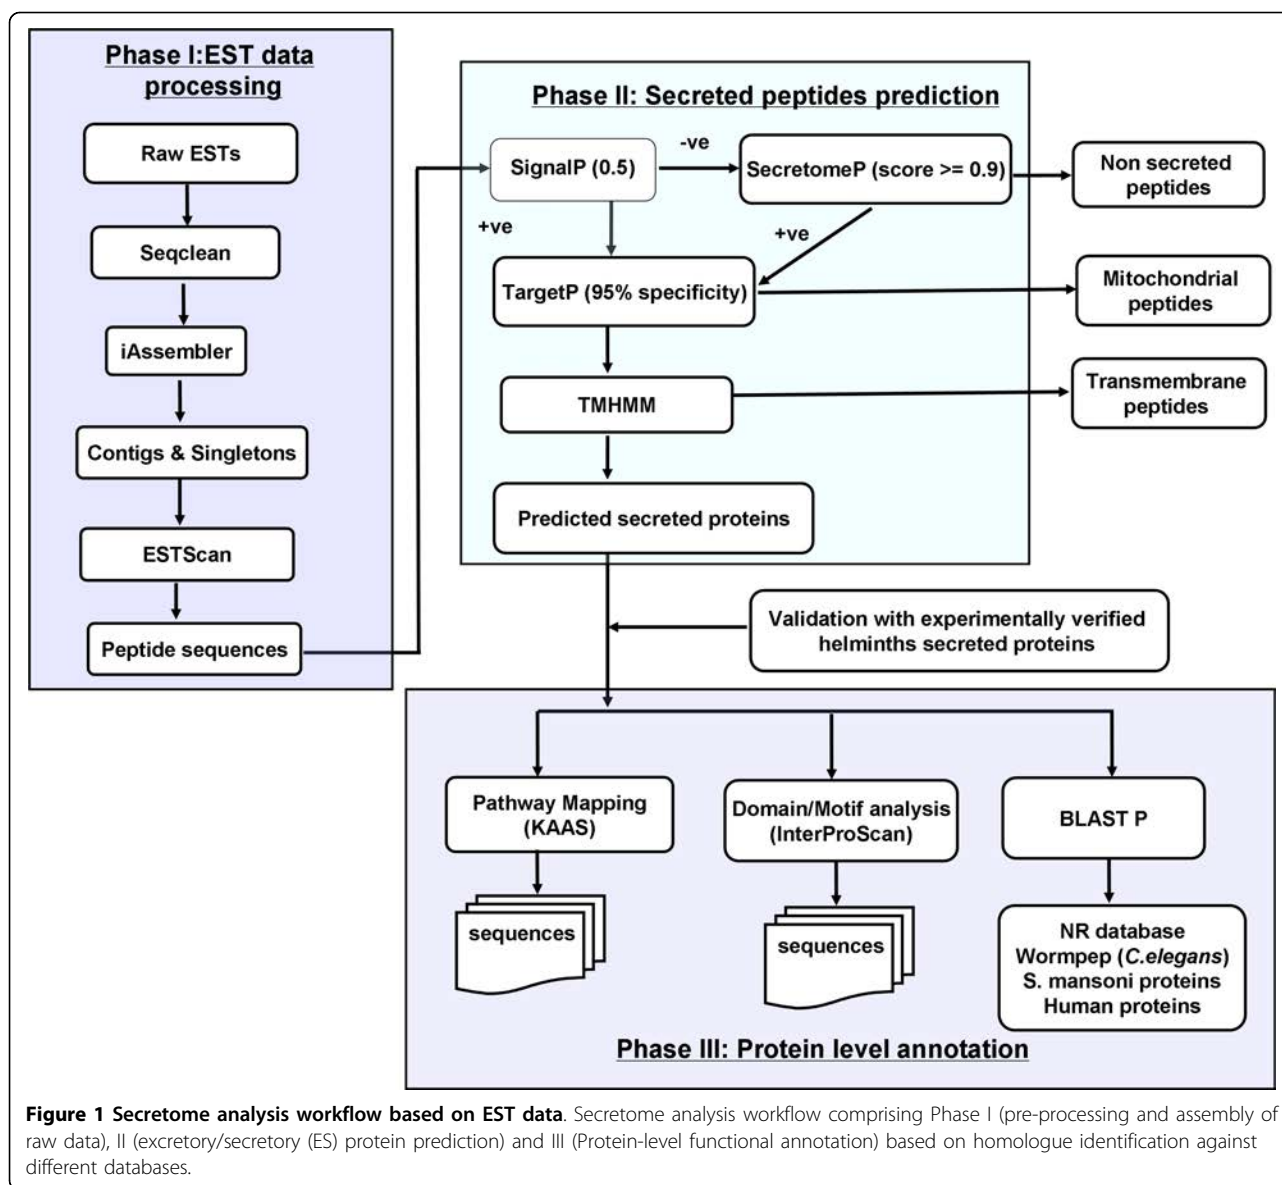 Phase I:EST data
processing
Raw ESTs
Seqclean
iAssembler
Contigs & Singletons
ESTScan
Peptide sequences
Phase II: Secreted peptides prediction
SignalP (0.5)
-ve
SecretomeP (score >= 0.9)
Non secreted
peptides
+ve
+ve
TargetP (95% specificity)
Mitochondrial
peptides
TMHMM
Transmembrane
peptides
Predicted secreted proteins
Validation with experimentally verified
helminths secreted proteins
Pathway Mapping
(KAAS)
sequences
Domain/Motif analysis
(InterProScan)
sequences
BLAST P
NR database
Wormpep (C.elegans)
S. mansoni proteins
Human proteins
Phase III: Protein level annotation
Figure 1 Secretome analysis workflow based on EST data. Secretome analysis workflow comprising Phase I (pre-processing and assembly of
raw data), II (excretory/secretory (ES) protein prediction) and III (Protein-level functional annotation) based on homologue identification against
different databases.